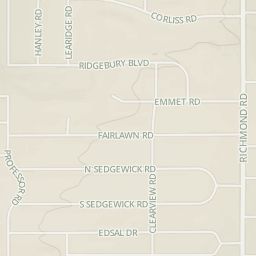 CORLISS RD
HANLEY RD
LEARIDGE RD
RIDGEBURY BLVD
EMMET RD
RICHMOND RD
FAIRLAWN RD
PROFESSOR RD
N SEDGEWICK RD
CLEARVIEW RD
S SEDGEWICK RD
EDSAL DR